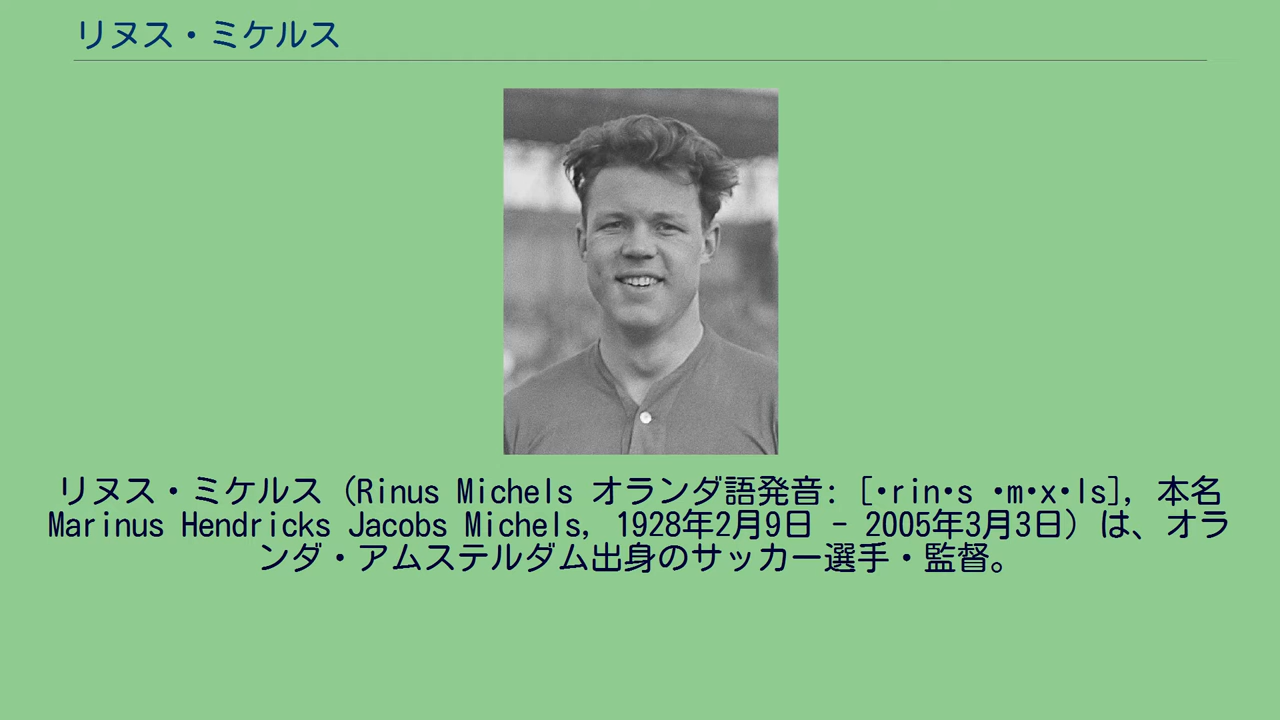 リヌス・ミケルス
リヌス・ミケルス（Rinus Michels オランダ語発音: [•rin•s •m•x•ls], 本名
Marinus Hendricks Jacobs Michels, 1928年2月9日 - 2005年3月3日）は、オラ
ンダ・アムステルダム出身のサッカー選手・監督。